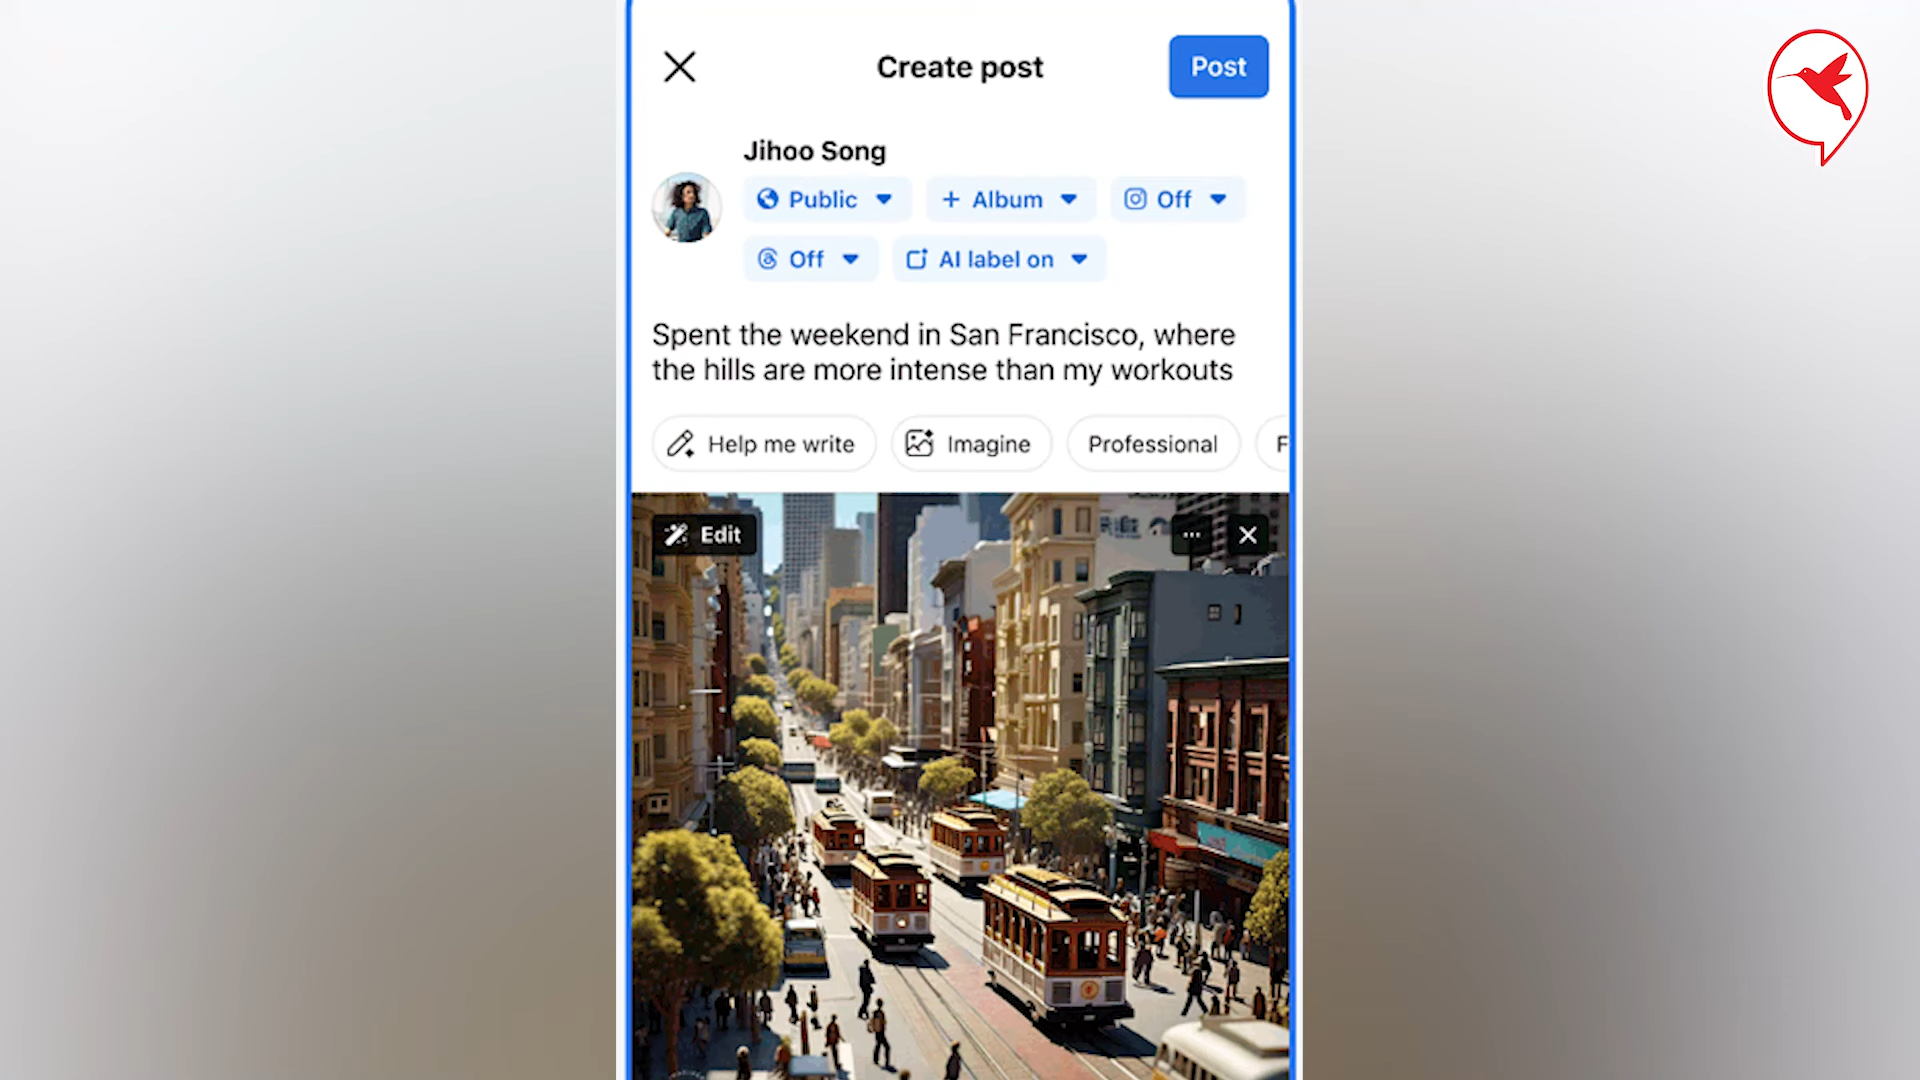 Create post
Post
Jihoo Song
Public
+ Album
Off
Off
AI label on
Spent the weekend in San Francisco, where
the hills are more intense than my workouts
Help me write
Imagine
Professional
F
Edit